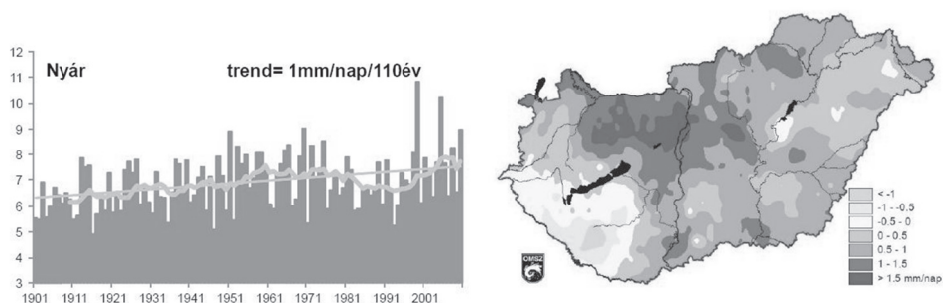 Nyár trend= 1mm/nap/110év
12
11
10
9
8
7
6
5
4
3
1901 1911 1921 1931 1941 1951 1961 1971 1981 1991 2001
OMSZ
< -1
-1 - -0.5
-0.5 - 0
0 - 0.5
0.5 - 1
1 - 1.5
> 1.5 mm/nap